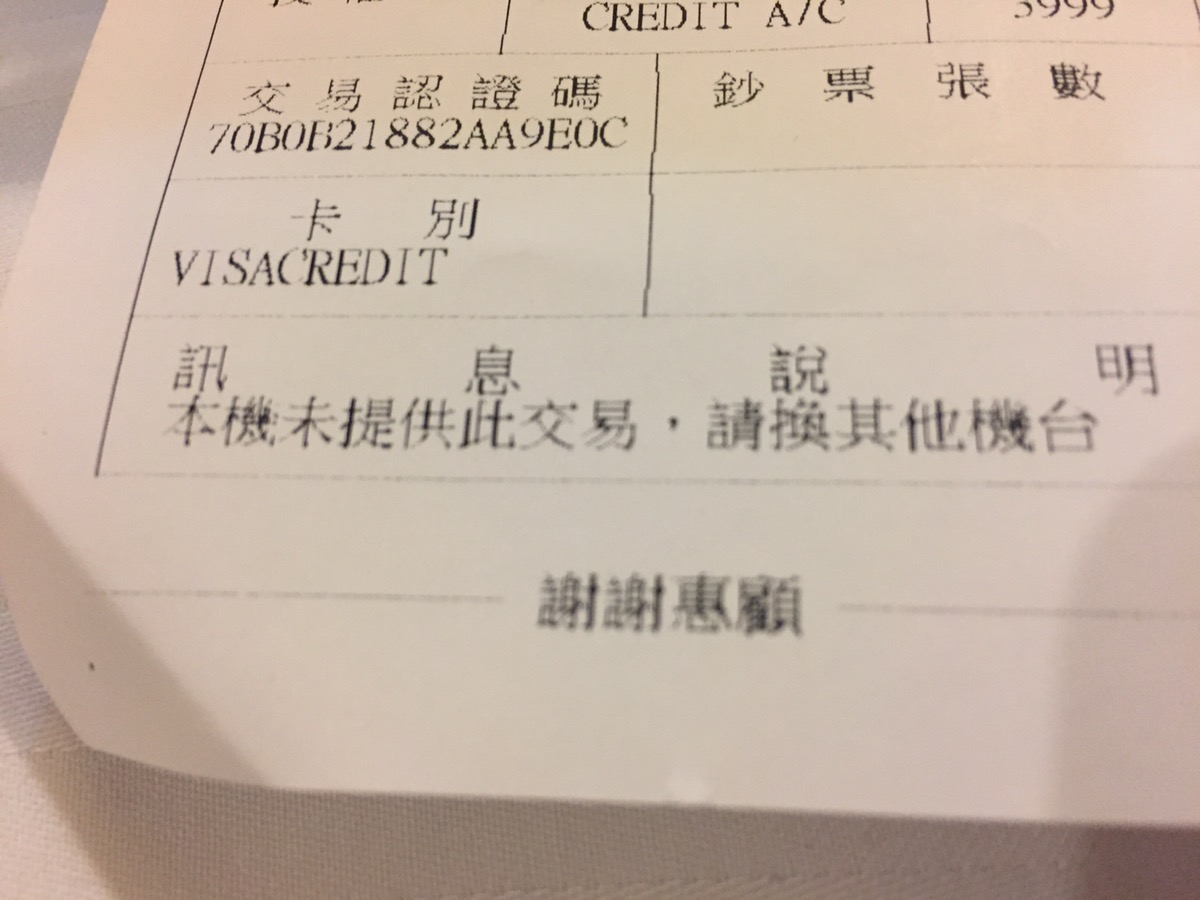 CREDIT A/C
3999
交易認證碼
70B0B21882AA9E0C
鈔票張數
卡別
VISACREDIT
訊息說明
本機未提供此交易，請換其他機台
謝謝惠顧